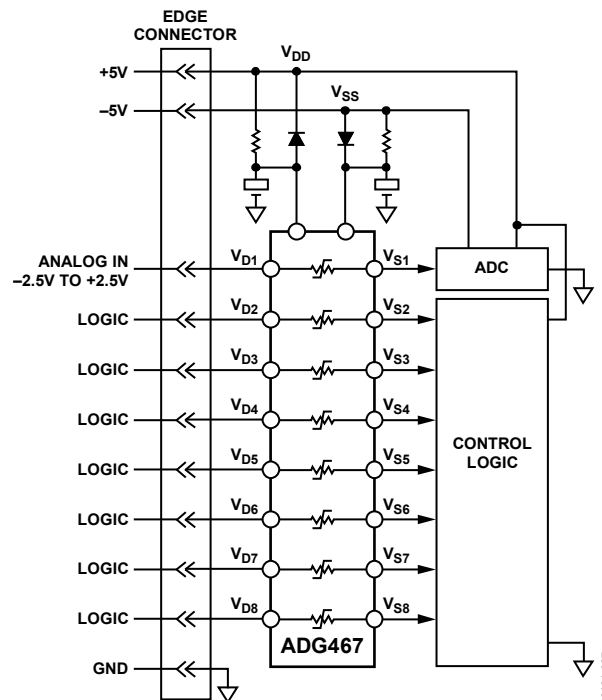 EDGE
CONNECTOR
VDD
+5V
VSS
–5V
ANALOG IN
–2.5V TO +2.5V
VD1
VS1
ADC
LOGIC
VD2
VS2
LOGIC
VD3
VS3
LOGIC
VD4
VS4
CONTROL
LOGIC
LOGIC
VD5
VS5
LOGIC
VD6
VS6
LOGIC
VD7
VS7
LOGIC
VD8
VS8
ADG467
GND